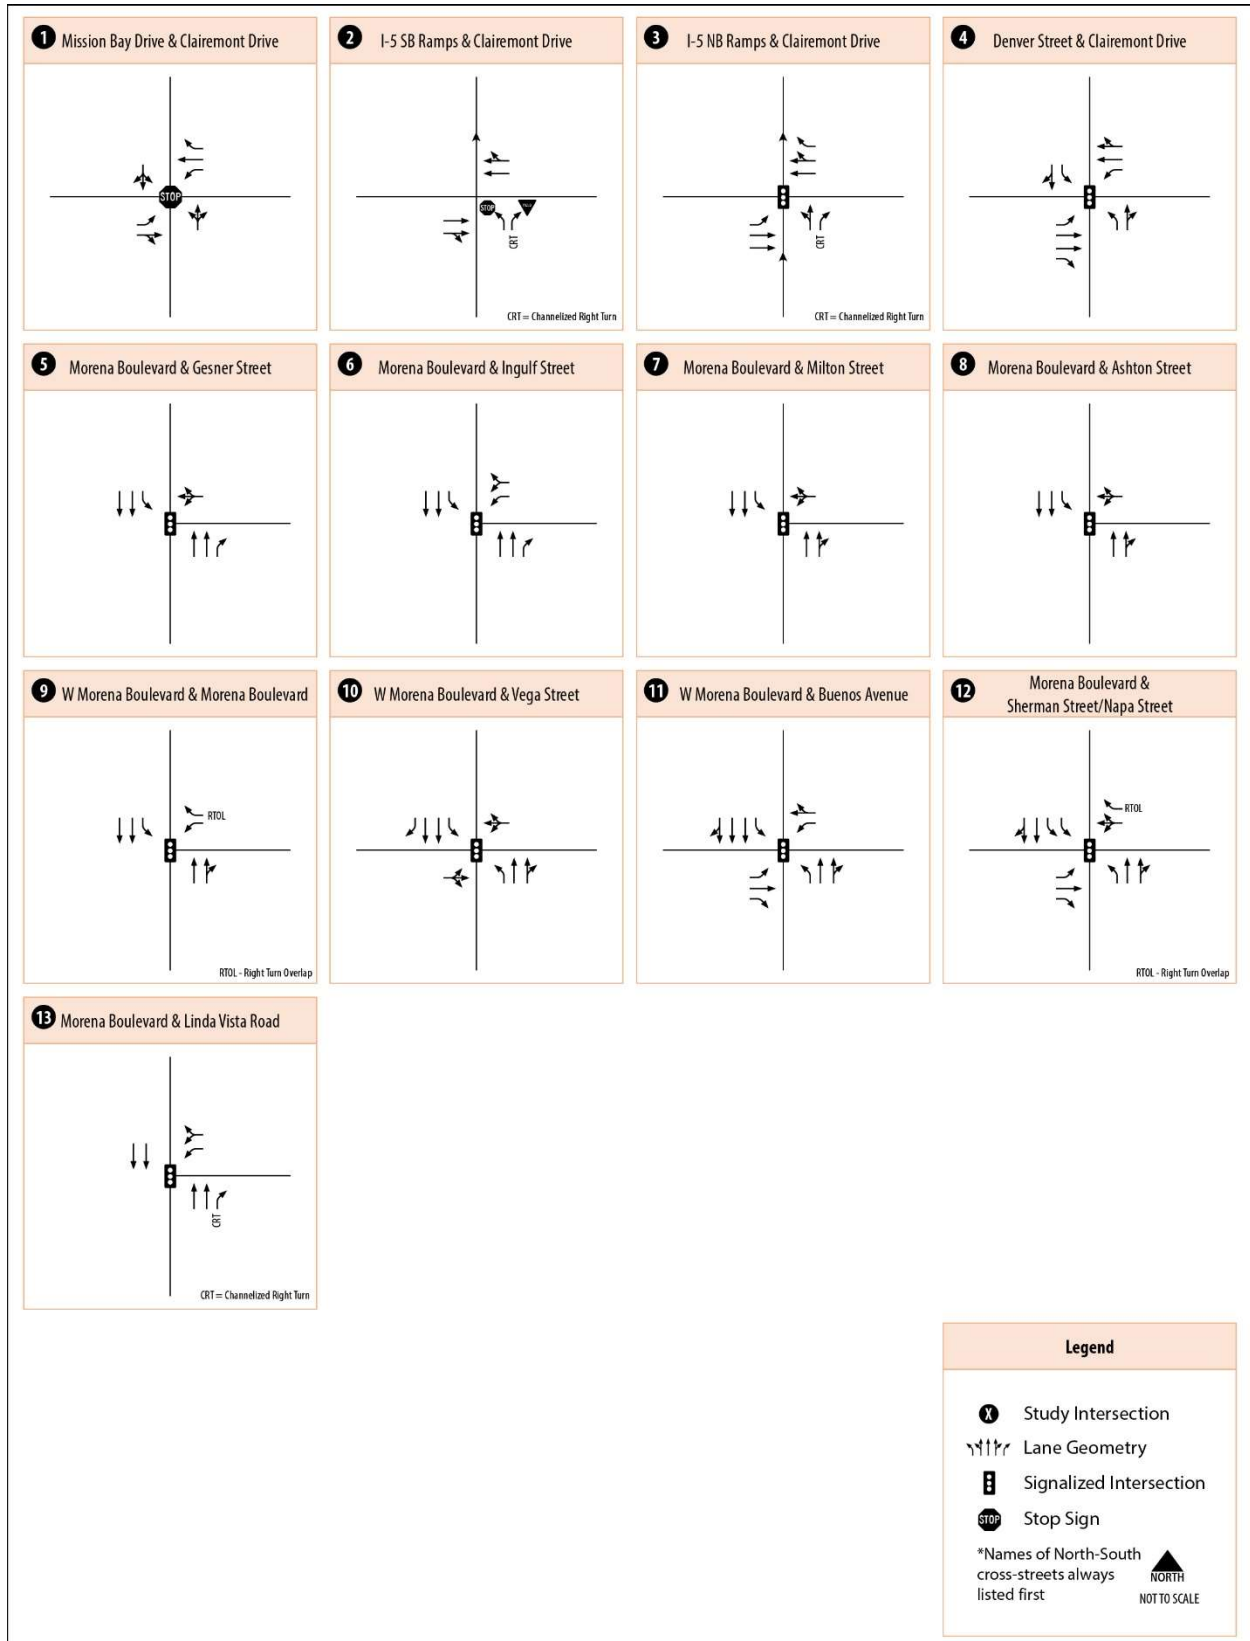 1 Mission Bay Drive & Clairemont Drive
STOP
2 I-5 SB Ramps & Clairemont Drive
STOP
CRT
CRT = Channelized Right Turn
3 I-5 NB Ramps & Clairemont Drive
CRT
CRT = Channelized Right Turn
4 Denver Street & Clairemont Drive
5 Morena Boulevard & Gesner Street
6 Morena Boulevard & Ingulf Street
7 Morena Boulevard & Milton Street
8 Morena Boulevard & Ashton Street
9 W Morena Boulevard & Morena Boulevard
RTOL
RTOL - Right Turn Overlap
10 W Morena Boulevard & Vega Street
11 W Morena Boulevard & Buenos Avenue
12 Morena Boulevard &
Sherman Street/Napa Street
RTOL
RTOL - Right Turn Overlap
13 Morena Boulevard & Linda Vista Road
CRT
CRT = Channelized Right Turn
Legend
X Study Intersection
Lane Geometry
Signalized Intersection
STOP Stop Sign
*Names of North-South
cross-streets always
listed first
NORTH
NOT TO SCALE